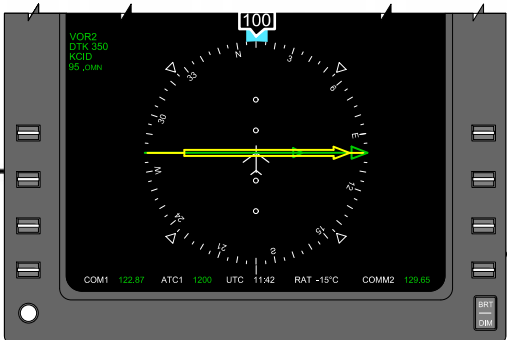 100
VOR2
DTK 350
KCID
95 .OMN
N
3
6
E
12
15
S
21
24
W
30
33
COM1 122.87 ATC1 1200 UTC 11:42 RAT -15°C COMM2 129.65
BRT
DIM